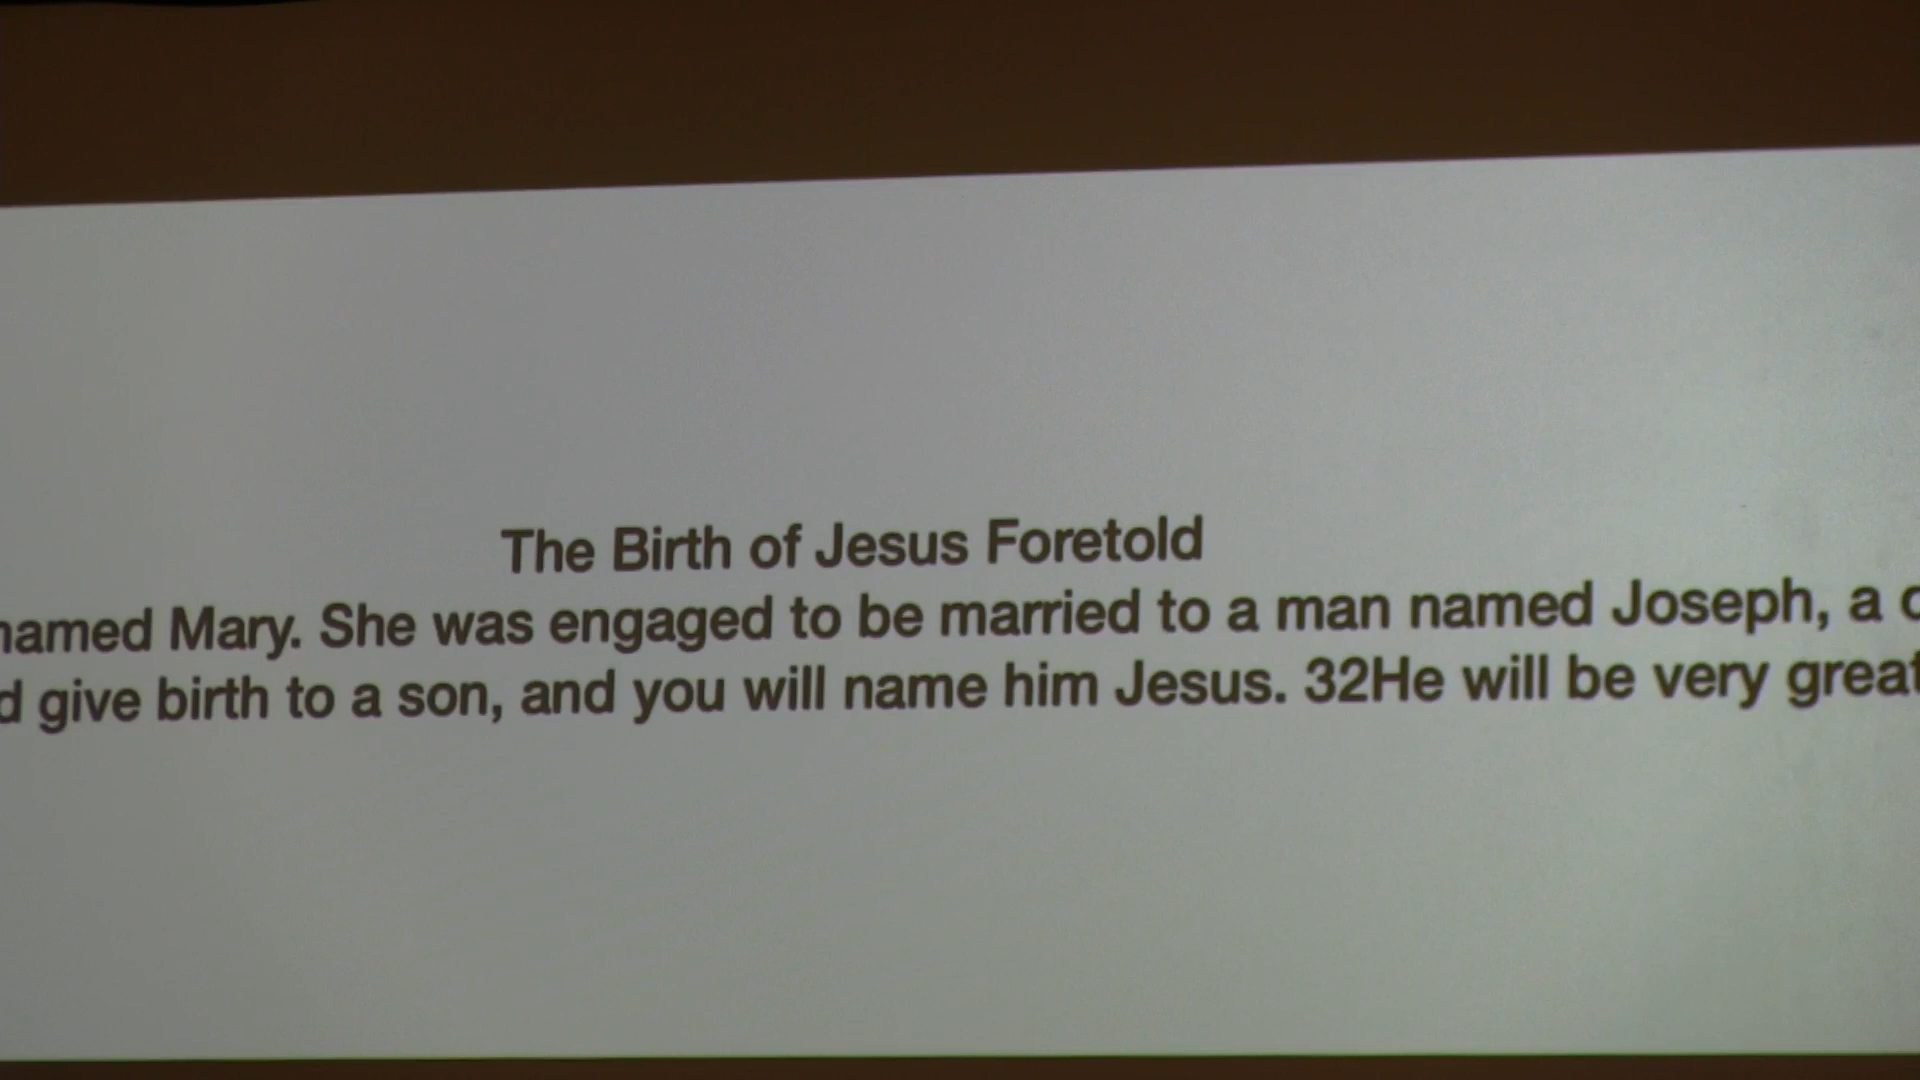 The Birth of Jesus Foretold
named Mary. She was engaged to be married to a man named Joseph, a
give birth to a son, and you will name him Jesus. 32He will be very great